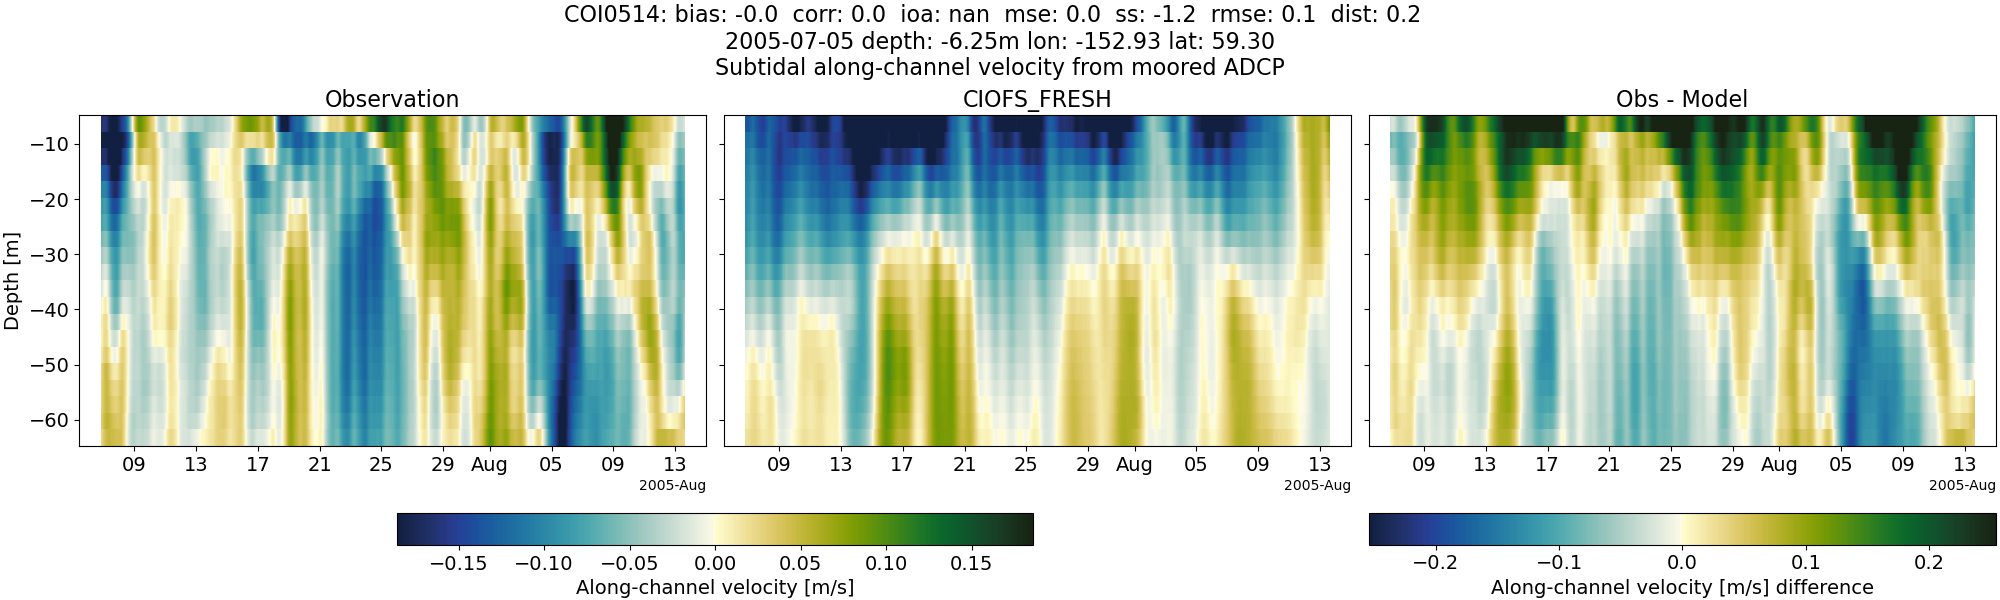 COI0514: bias: -0.0  corr: 0.0  ioa: nan  mse: 0.0  ss: -1.2  rmse: 0.1  dist: 0.2
2005-07-05 depth: -6.25m lon: -152.93 lat: 59.30
Subtidal along-channel velocity from moored ADCP
Observation
CIOFS_FRESH
Obs - Model
Depth [m]
−10
−20
−30
−40
−50
−60
09 13 17 21 25 29 Aug 05 09 13
2005-Aug
09 13 17 21 25 29 Aug 05 09 13
2005-Aug
09 13 17 21 25 29 Aug 05 09 13
2005-Aug
−0.15 −0.10 −0.05 0.00 0.05 0.10 0.15
Along-channel velocity [m/s]
−0.2 −0.1 0.0 0.1 0.2
Along-channel velocity [m/s] difference